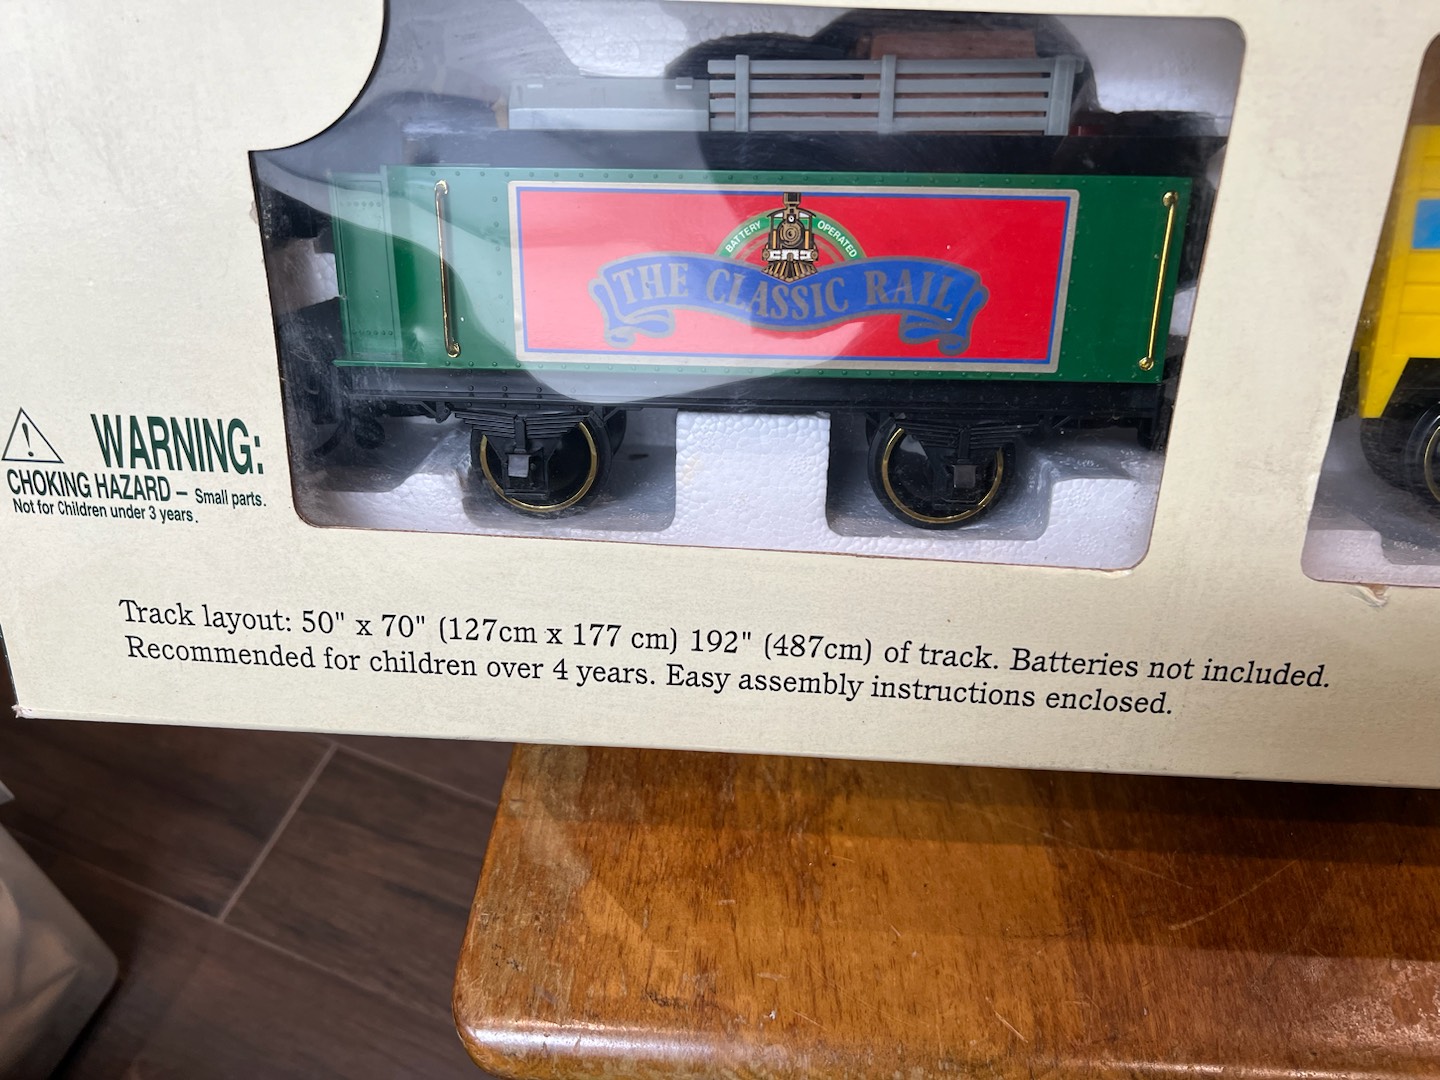 BATTERY OPERATED
THE CLASSIC RAIL
WARNING:
CHOKING HAZARD – Small parts.
Not for Children under 3 years.
Track layout: 50" x 70" (127cm x 177 cm) 192" (487cm) of track. Batteries not included.
Recommended for children over 4 years. Easy assembly instructions enclosed.